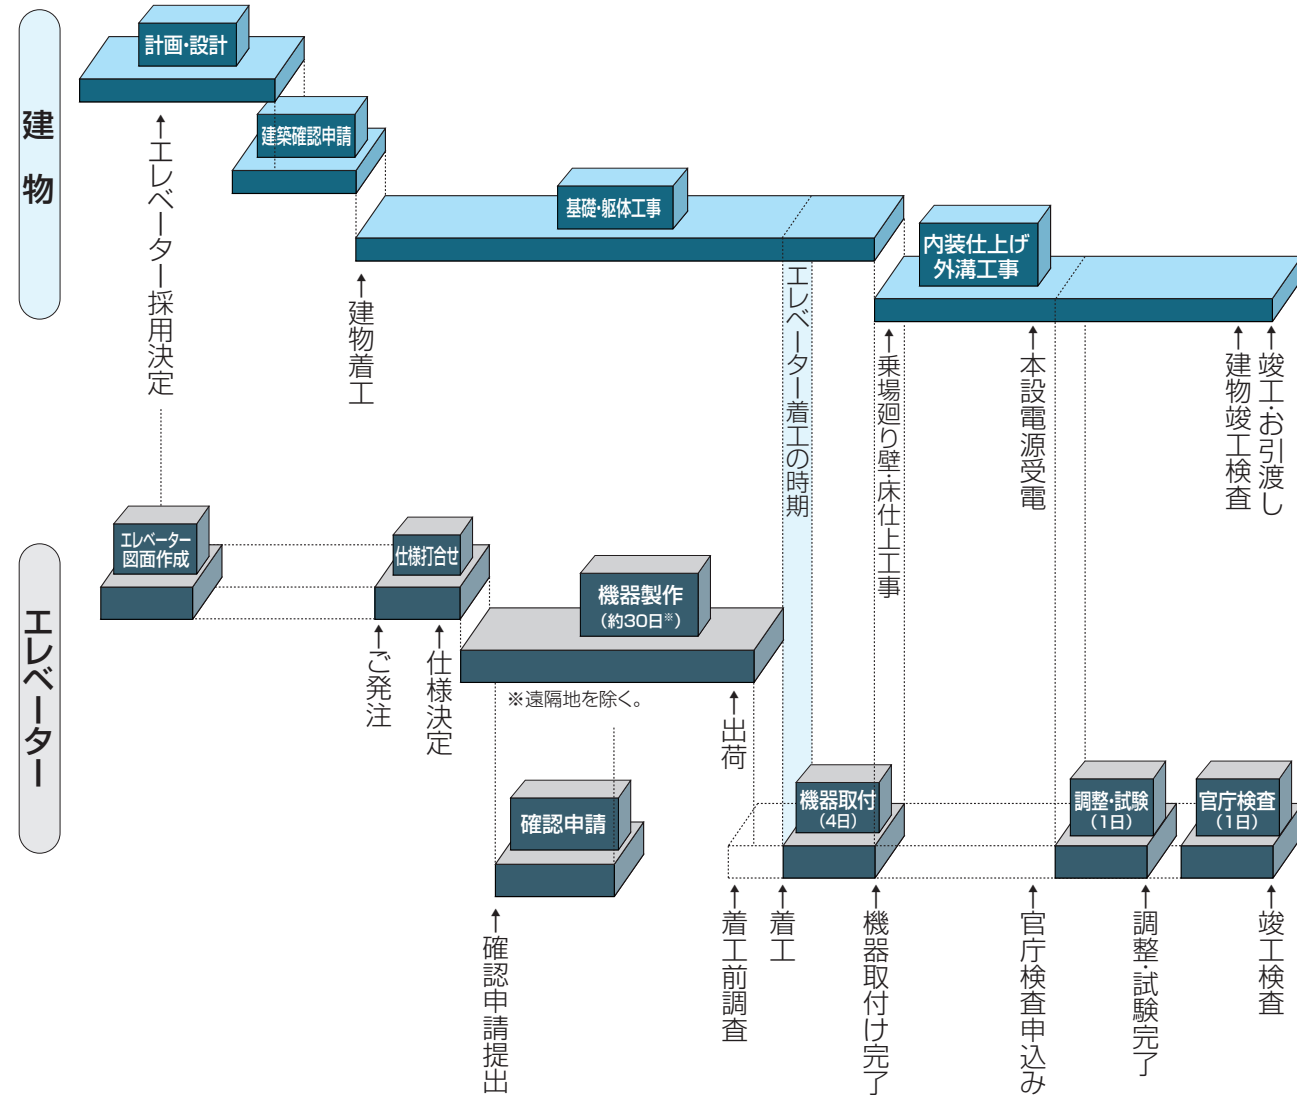 建物
計画・設計
建築確認申請
基礎・躯体工事
内装仕上げ
外溝工事
↑エレベーター採用決定
↑建物着工
エレベーター着工の時期
↑乗場廻り壁・床仕上工事
↑本設電源受電
↑建物竣工検査
↑竣工・お引渡し
エレベーター
エレベーター
図面作成
仕様打合せ
機器製作
(約30日※)
※遠隔地を除く。
↑ご発注
↑仕様決定
↑出荷
確認申請
機器取付
(4日)
調整・試験
(1日)
官庁検査
(1日)
↑確認申請提出
↑着工前調査
↑着工
↑機器取付け完了
↑官庁検査申込み
↑調整・試験完了
↑竣工検査